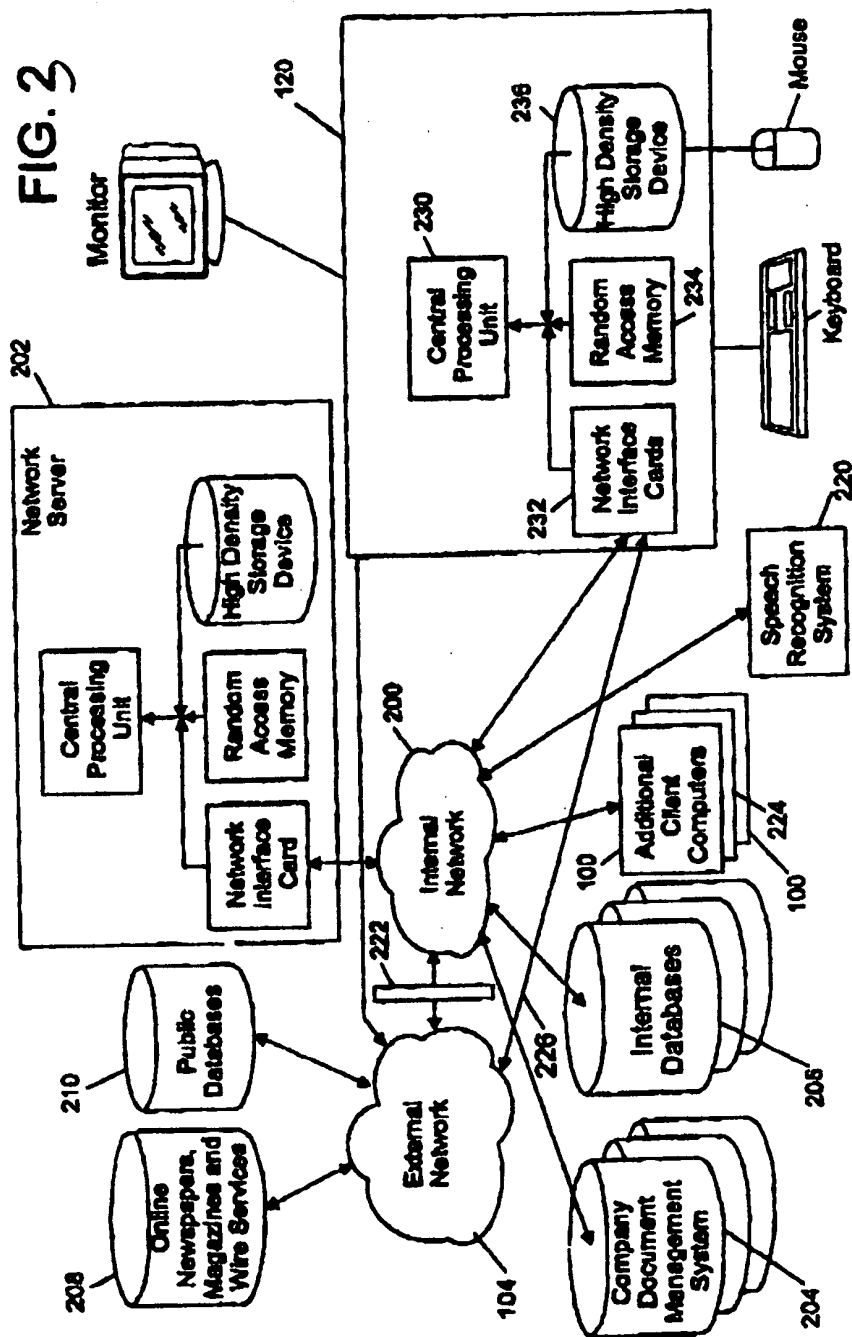 FIG. 2
Monitor
120
236
High Density
Storage
Device
Mouse
230
Central
Processing
Unit
Random
Access
Memory
234
Keyboard
232
Network
Interface
Cards
202
Network
Server
Central
Processing
Unit
High Density
Storage
Device
Random
Access
Memory
Network
Interface
Card
220
Speech
Recognition
System
200
Internal
Network
100
Additional
Client
Computers
224
100
222
226
210
Public
Databases
Internal
Databases
205
208
Online
Newspapers,
Magazines and
Wire Services
External
Network
104
Company
Document
Management
System
204